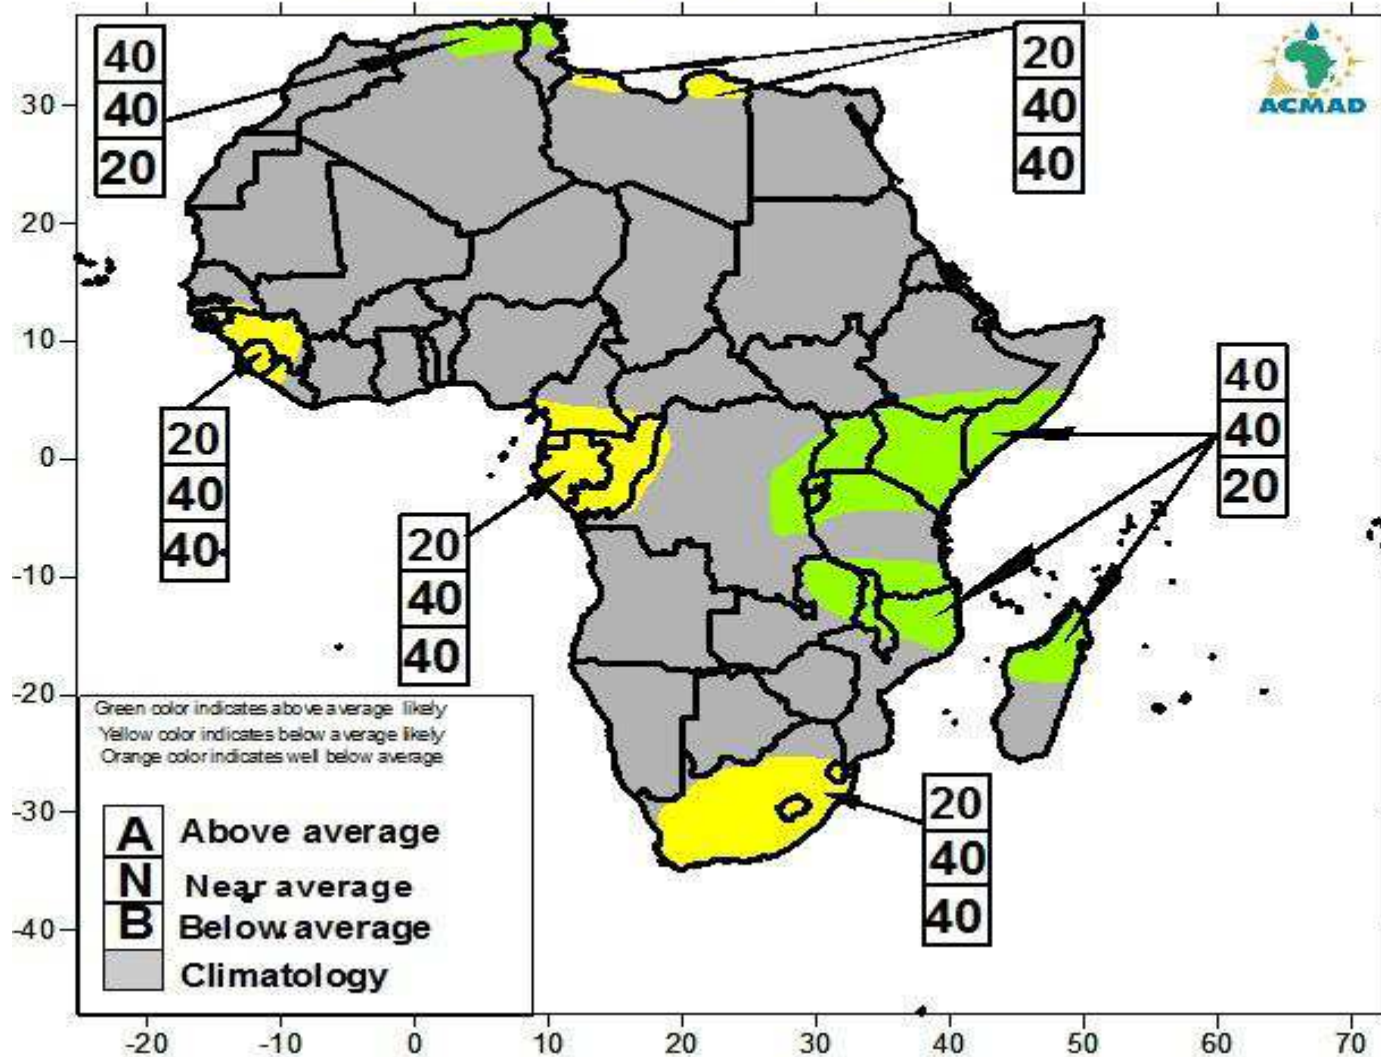 40
40
20
20
40
40
ACMAD
30
20
10
0
-10
-20
-30
-40
40
40
20
20
40
40
20
40
40
20
40
40
Green color indicates above average likely
Yellow color indicates below average likely
Orange color indicates well below average
A Above average
N Near average
B Below average
Climatology
-20 -10 0 10 20 30 40 50 60 70